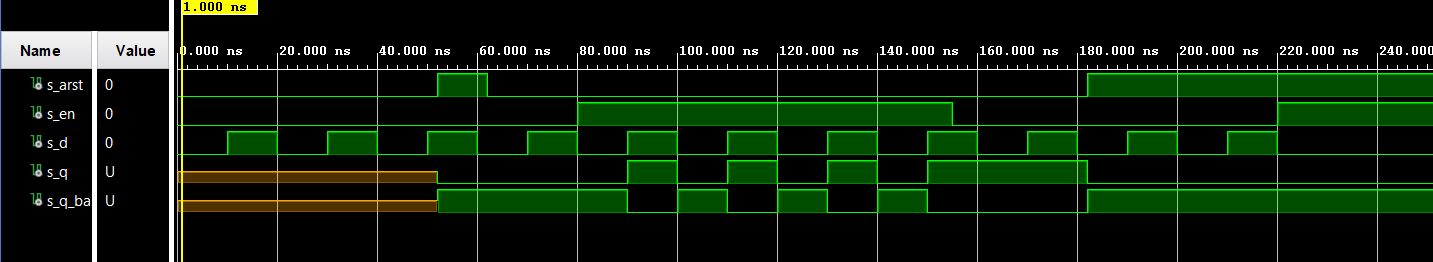 1.000 ns
Name Value 0.000 ns 20.000 ns 40.000 ns 60.000 ns 80.000 ns 100.000 ns 120.000 ns 140.000 ns 160.000 ns 180.000 ns 200.000 ns 220.000 ns 240.000
s_arst 0
s_en 0
s_d 0
s_q U
s_q_ba U